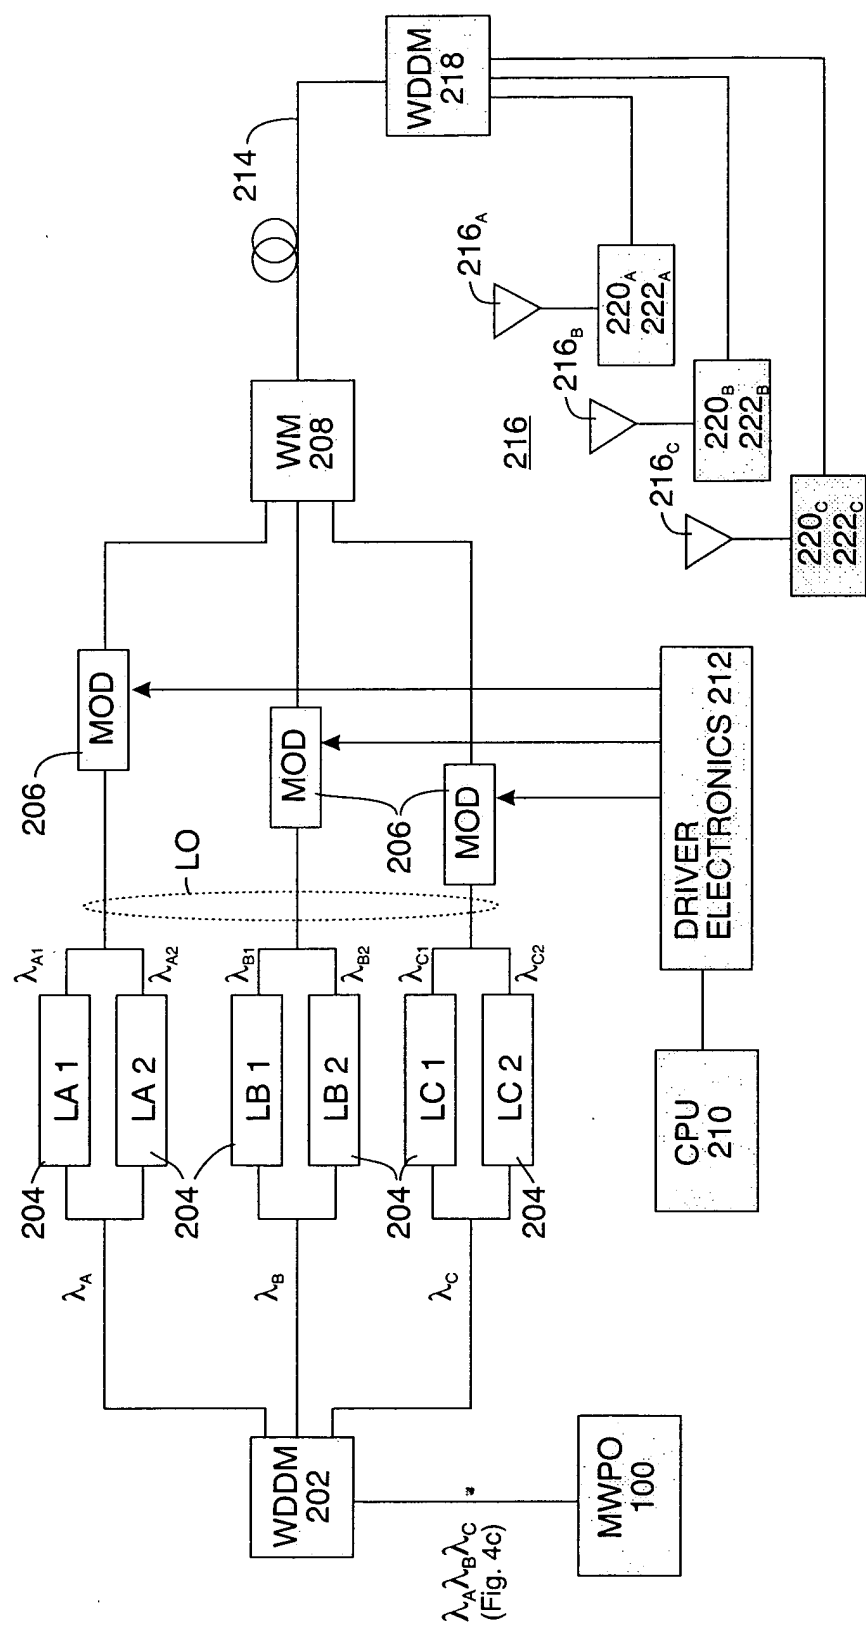 MWPO
100
λAλBλC
(Fig. 4c)
WDDM
202
λA
λB
λC
204
LA 1
λA1
LA 2
λA2
204
LB 1
λB1
LB 2
λB2
204
LC 1
λC1
LC 2
λC2
204
LO
206
MOD
MOD
206
MOD
WM
208
214
WDDM
218
CPU
210
DRIVER
ELECTRONICS 212
216
216A
220A
222A
216B
220B
222B
216C
220C
222C